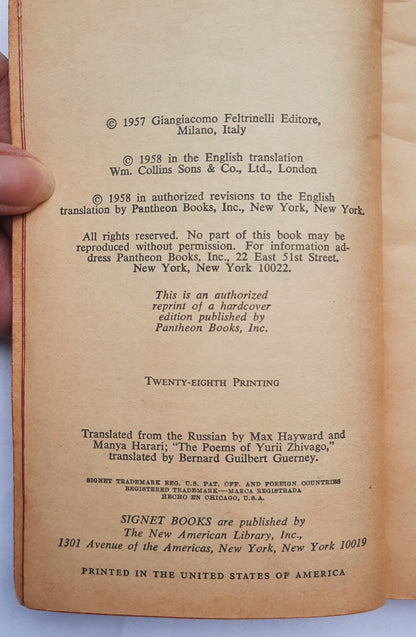 © 1957 Giangiacomo Feltrinelli Editore,
Milano, Italy
© 1958 in the English translation
Wm. Collins Sons & Co., Ltd., London
© 1958 in authorized revisions to the English
translation by Pantheon Books, Inc., New York, New York.
All rights reserved. No part of this book may be
reproduced without permission. For information ad-
dress Pantheon Books, Inc., 22 East 51st Street.
New York, New York 10022.
This is an authorized
reprint of a hardcover
edition published by
Pantheon Books, Inc.
TWENTY-EIGHTH PRINTING
Translated from the Russian by Max Hayward and
Manya Harari; "The Poems of Yurii Zhivago,"
translated by Bernard Guilbert Guerney.
SIGNET TRADEMARK REG. U.S. PAT. OFF. AND FOREIGN COUNTRIES
REGISTERED TRADEMARK—MARCA REGISTRADA
HECHO EN CHICAGO, U.S.A.
SIGNET BOOKS are published by
The New American Library, Inc.,
1301 Avenue of the Americas, New York, New York 10019
PRINTED IN THE UNITED STATES OF AMERICA